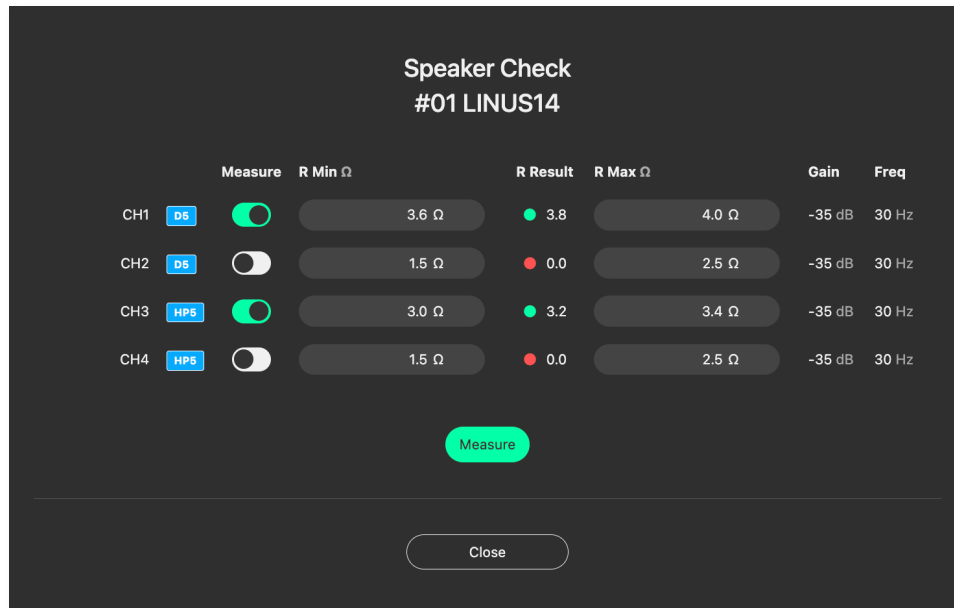 Speaker Check
#01 LINUS14
Measure R Min Ω R Result R Max Ω Gain Freq
CH1 D5 3.6 Ω 3.8 4.0 Ω -35 dB 30 Hz
CH2 D5 1.5 Ω 0.0 2.5 Ω -35 dB 30 Hz
CH3 HP5 3.0 Ω 3.2 3.4 Ω -35 dB 30 Hz
CH4 HP5 1.5 Ω 0.0 2.5 Ω -35 dB 30 Hz
Measure
Close